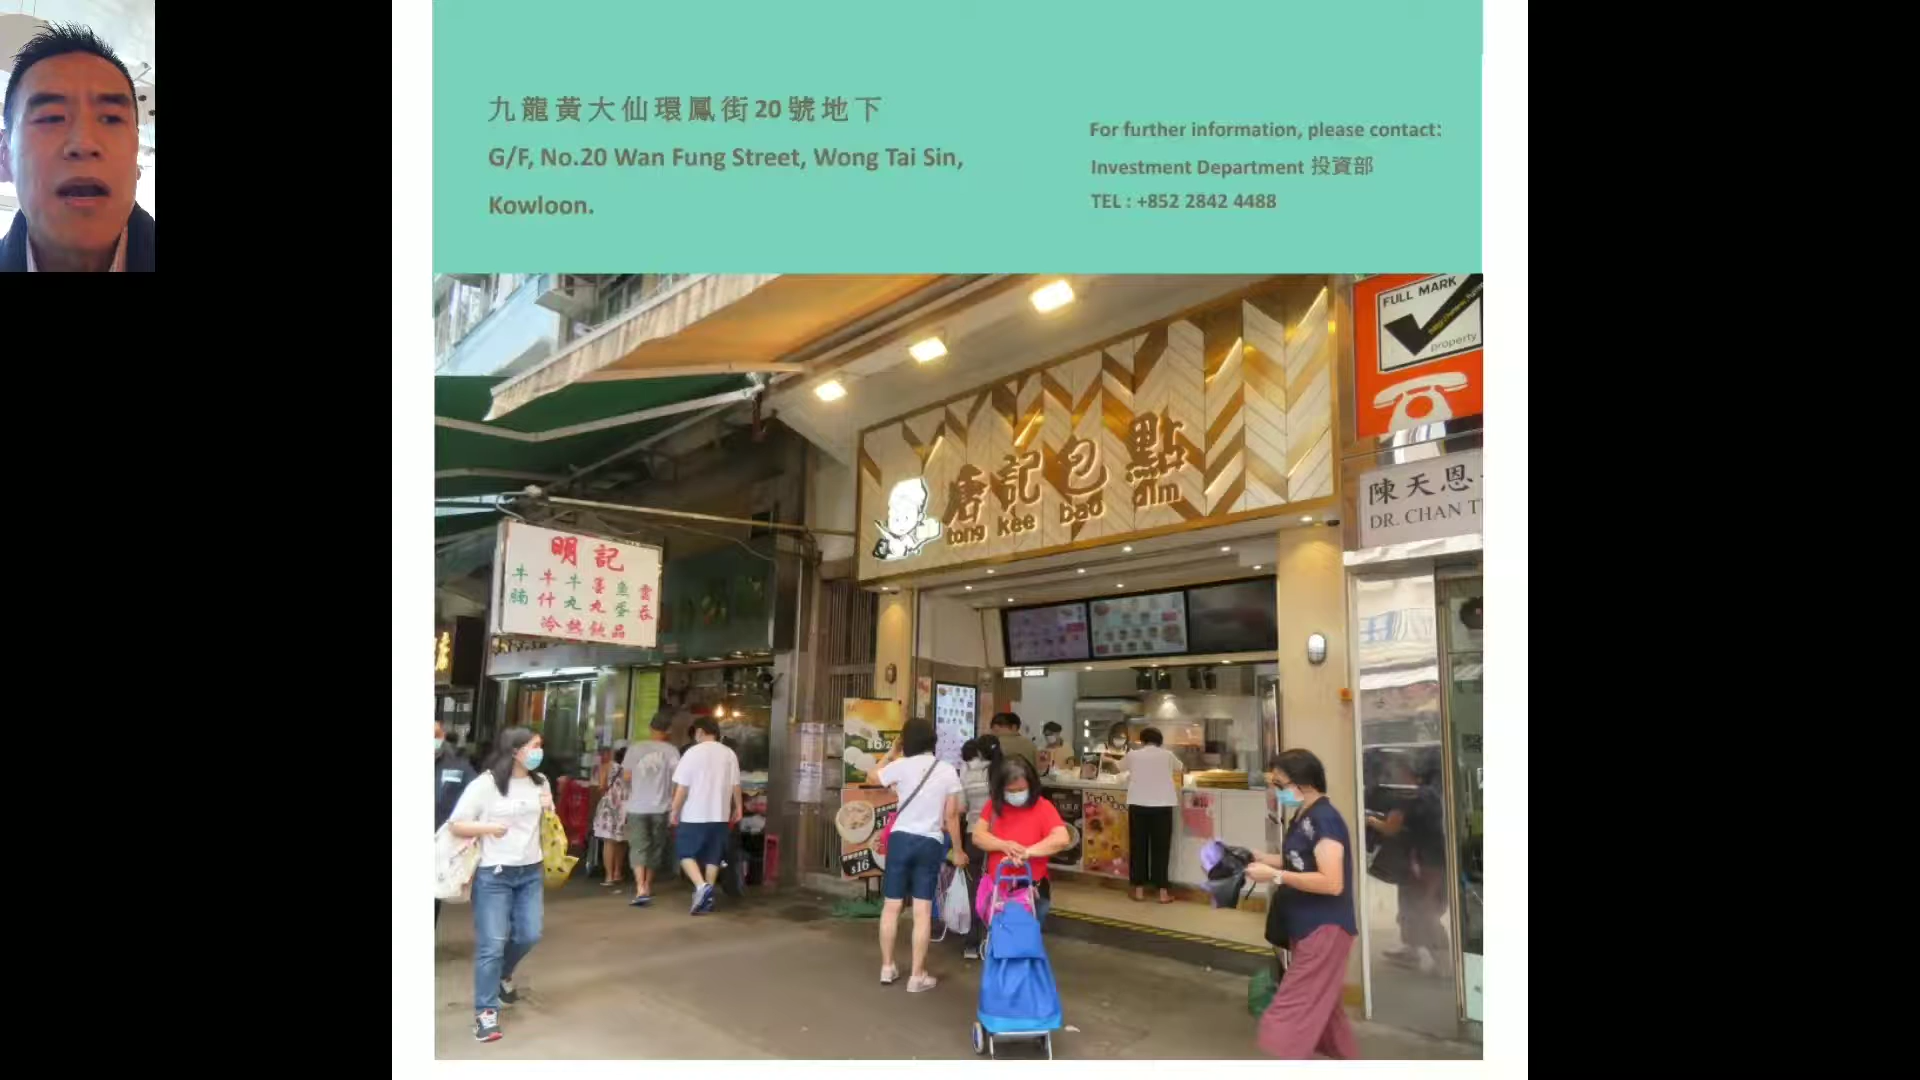 九龍黃大仙環鳳街20號地下
G/F, No.20 Wan Fung Street, Wong Tai Sin,
Kowloon.
For further information, please contact:
Investment Department 投資部
TEL : +852 2842 4488
FULL MARK
property
唐記包點
tong kee bao dim
陳天恩
DR. CHAN T
明記
牛腩 牛什 牛丸 墨丸 魚蛋 雲吞
冷熱飲品
$16